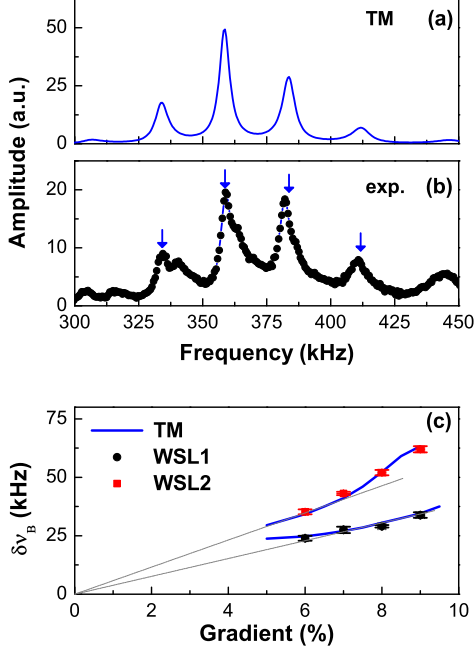 TM (a)
50
25
0
Amplitude (a.u.)
exp. (b)
20
10
0
300 325 350 375 400 425 450
Frequency (kHz)
75
50
25
0
δν_B (kHz)
(c)
TM
WSL1
WSL2
0 2 4 6 8 10
Gradient (%)